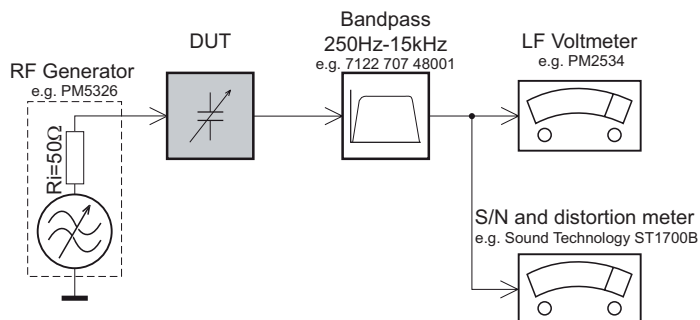 RF Generator
e.g. PM5326
Ri=50Ω
DUT
Bandpass
250Hz-15kHz
e.g. 7122 707 48001
LF Voltmeter
e.g. PM2534
S/N and distortion meter
e.g. Sound Technology ST1700B